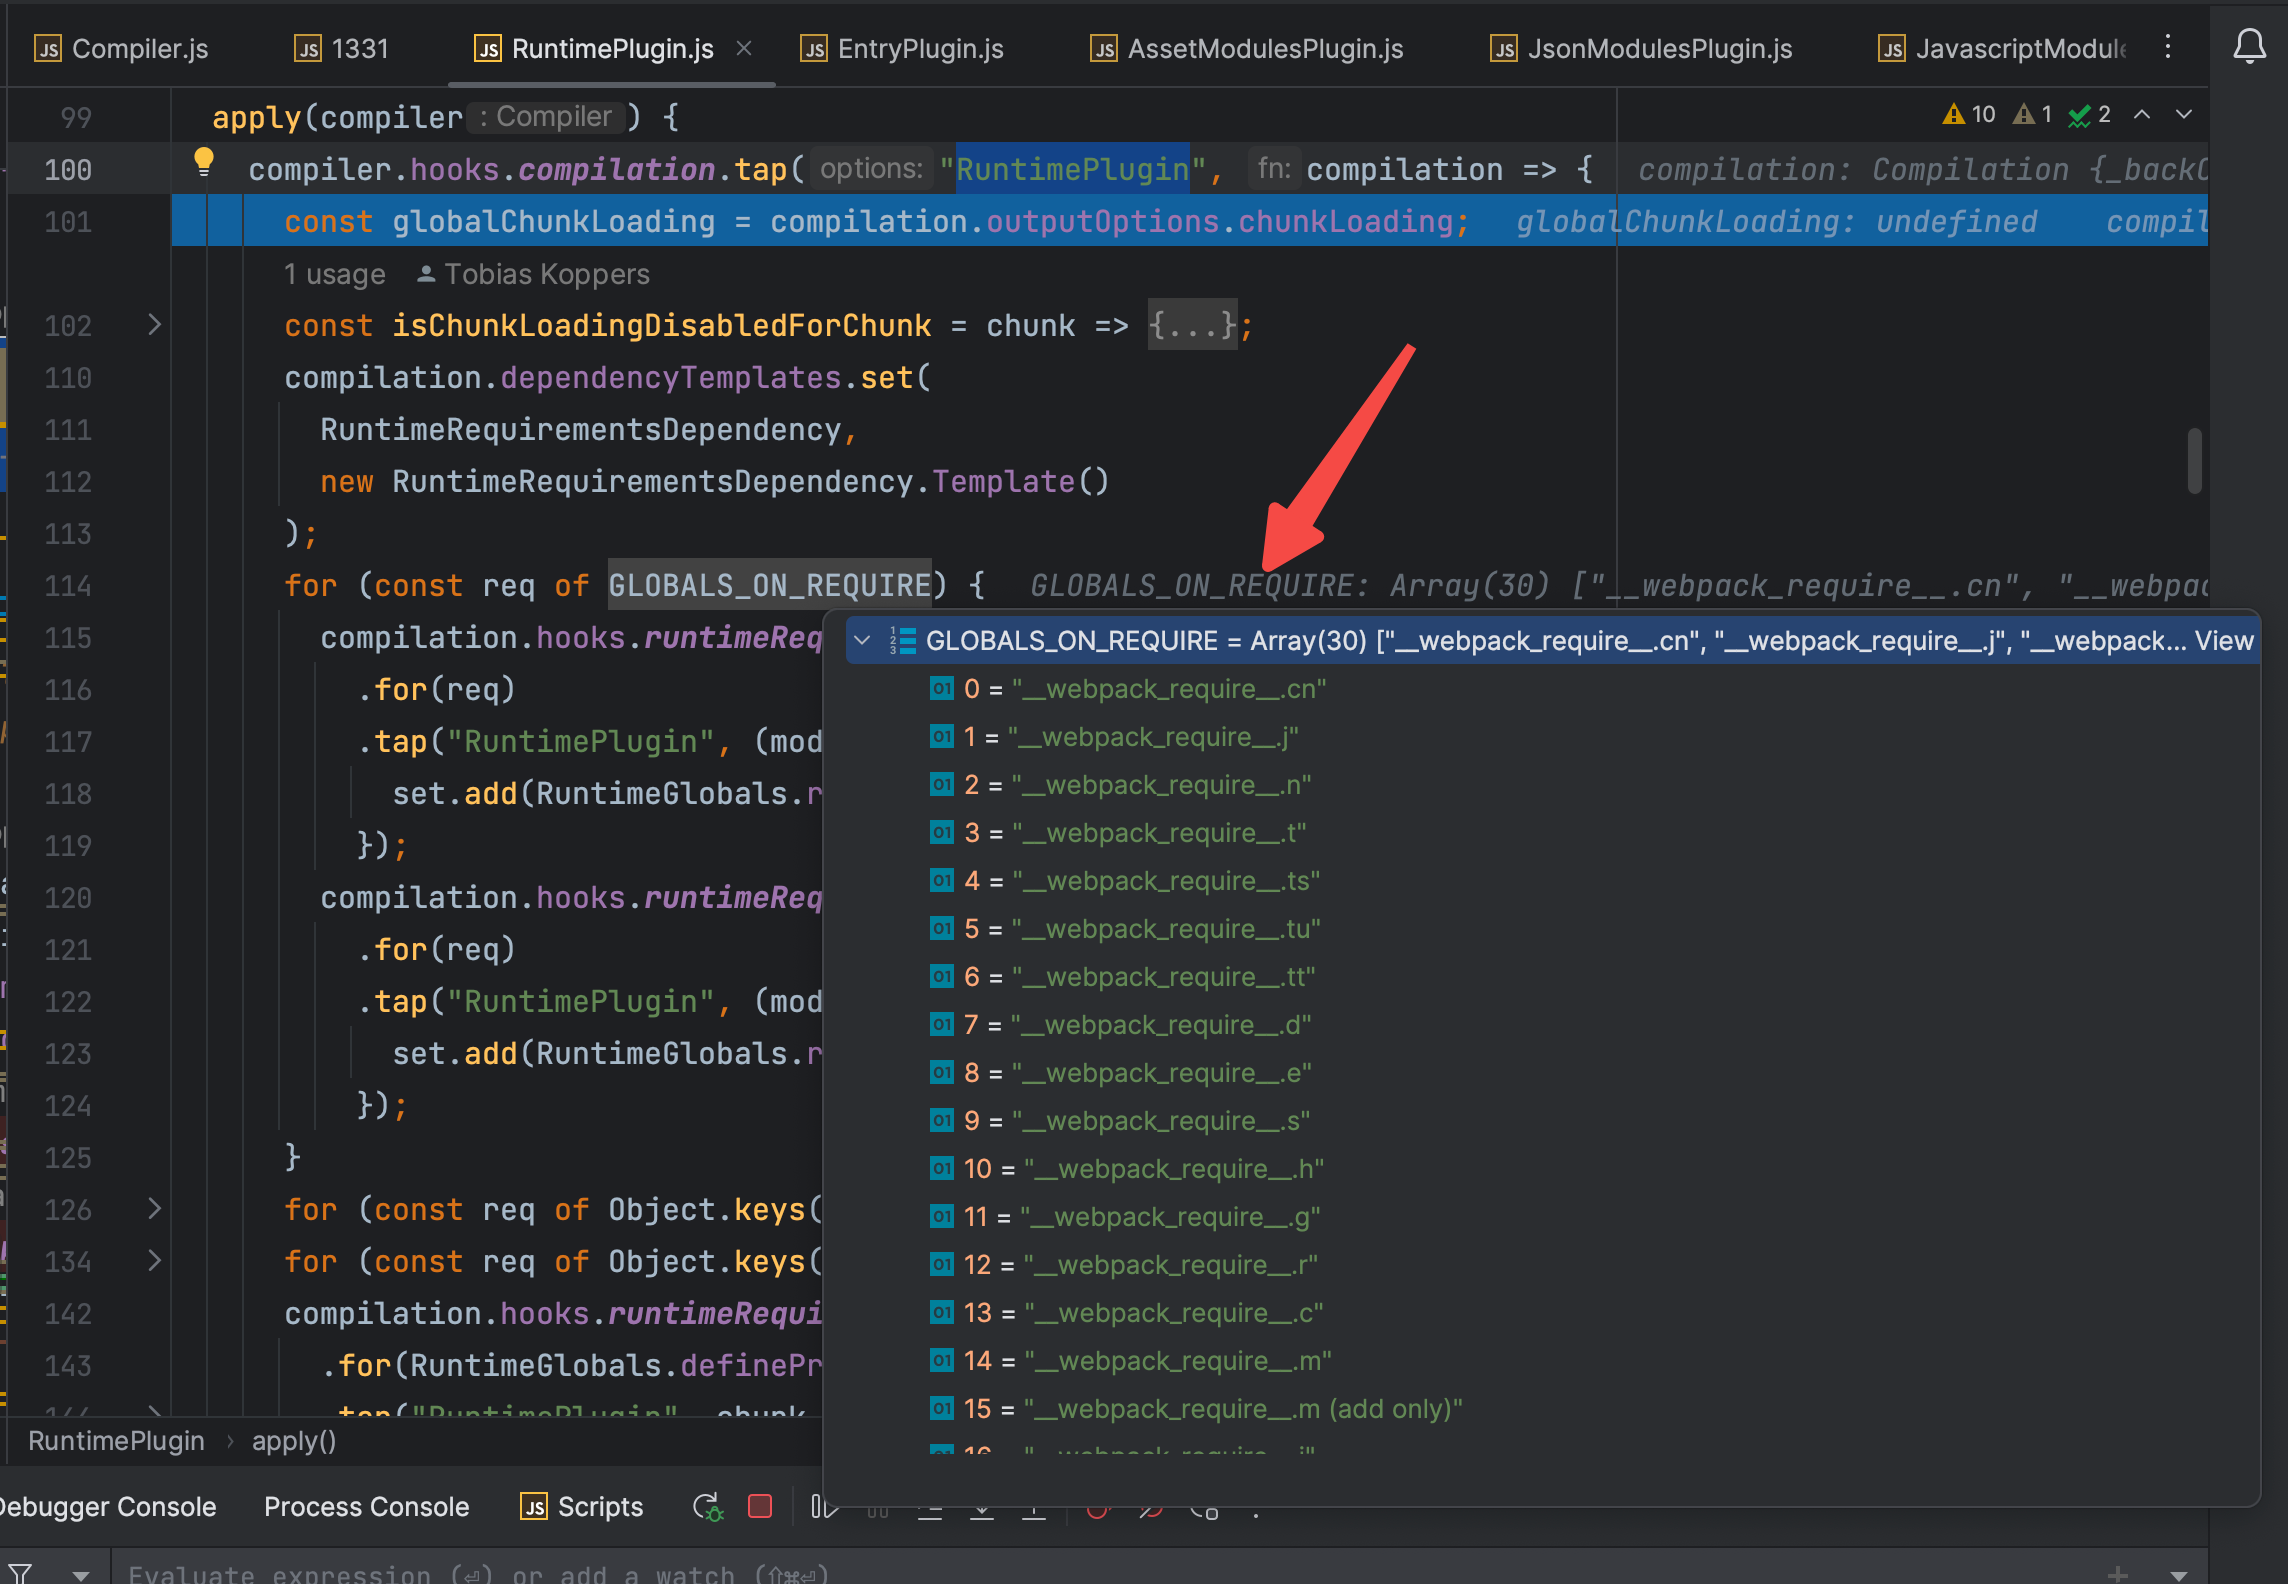 JS Compiler.js JS 1331 JS RuntimePlugin.js JS EntryPlugin.js JS AssetModulesPlugin.js JS JsonModulesPlugin.js JS JavascriptModule
99 apply(compiler : Compiler) { 10 1 2
100 compiler.hooks.compilation.tap( options: "RuntimePlugin", fn: compilation => { compilation: Compilation {_backO
101 const globalChunkLoading = compilation.outputOptions.chunkLoading; globalChunkLoading: undefined compil
1 usage Tobias Koppers
102 const isChunkLoadingDisabledForChunk = chunk => {...};
110 compilation.dependencyTemplates.set(
111 RuntimeRequirementsDependency,
112 new RuntimeRequirementsDependency.Template()
113 );
114 for (const req of GLOBALS_ON_REQUIRE) { GLOBALS_ON_REQUIRE: Array(30) ["__webpack_require__.cn", "__webpac
115 compilation.hooks.runtimeReq
116 .for(req)
117 .tap("RuntimePlugin", (mod
118 set.add(RuntimeGlobals.r
119 });
120 compilation.hooks.runtimeReq
121 .for(req)
122 .tap("RuntimePlugin", (mod
123 set.add(RuntimeGlobals.r
124 });
125 }
126 for (const req of Object.keys(
134 for (const req of Object.keys(
142 compilation.hooks.runtimeRequi
143 .for(RuntimeGlobals.definePr
144 .tap("RuntimePlugin", chunk
GLOBALS_ON_REQUIRE = Array(30) ["__webpack_require__.cn", "__webpack_require__.j", "__webpack... View
0 = "__webpack_require__.cn"
1 = "__webpack_require__.j"
2 = "__webpack_require__.n"
3 = "__webpack_require__.t"
4 = "__webpack_require__.ts"
5 = "__webpack_require__.tu"
6 = "__webpack_require__.tt"
7 = "__webpack_require__.d"
8 = "__webpack_require__.e"
9 = "__webpack_require__.s"
10 = "__webpack_require__.h"
11 = "__webpack_require__.g"
12 = "__webpack_require__.r"
13 = "__webpack_require__.c"
14 = "__webpack_require__.m"
15 = "__webpack_require__.m (add only)"
16 = "__webpack_require__.i"
RuntimePlugin › apply()
Debugger Console Process Console JS Scripts
Evaluate expression (⏎) or add a watch (⇧⌘⏎)